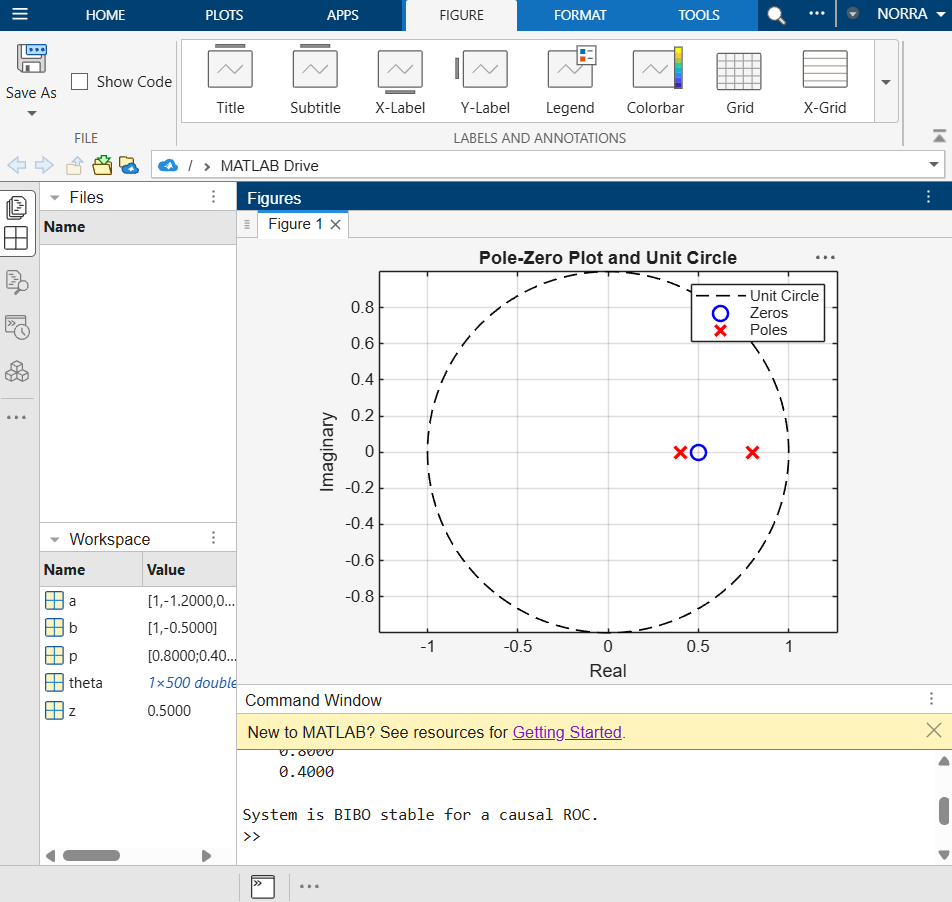 HOME PLOTS APPS FIGURE FORMAT TOOLS NORRA
Save As
Show Code
Title Subtitle X-Label Y-Label Legend Colorbar Grid X-Grid
FILE LABELS AND ANNOTATIONS
/ › MATLAB Drive
Files
Name
Figures
Figure 1
Pole-Zero Plot and Unit Circle
Unit Circle
Zeros
Poles
0.8
0.6
0.4
0.2
0
-0.2
-0.4
-0.6
-0.8
Imaginary
-1 -0.5 0 0.5 1
Real
Workspace
Name Value
a [1,-1.2000,0...
b [1,-0.5000]
p [0.8000;0.40...
theta 1×500 double
z 0.5000
Command Window
New to MATLAB? See resources for Getting Started.
0.8000
0.4000
System is BIBO stable for a causal ROC.
>>